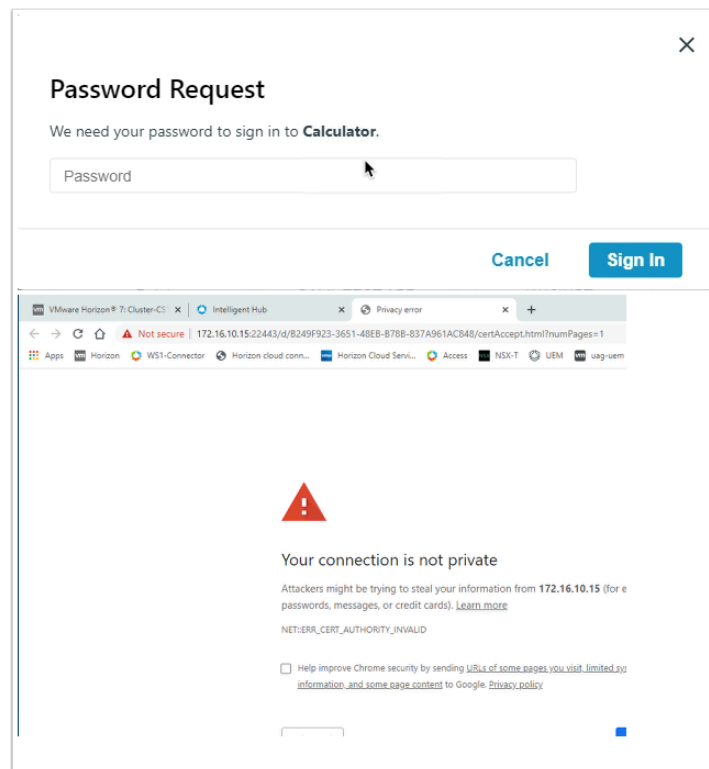 Password Request
We need your password to sign in to Calculator.
Password
Cancel Sign In
VMware Horizon® 7: Cluster-CS Intelligent Hub Privacy error
Not secure | 172.16.10.15:22443/d/B249F923-3651-48EB-B78B-837A961AC848/certAccept.html?numPages=1
Apps Horizon WS1-Connector Horizon cloud conn... Horizon Cloud Servi... Access NSX-T UEM uag-uem
Your connection is not private
Attackers might be trying to steal your information from 172.16.10.15 (for e
passwords, messages, or credit cards). Learn more
NET::ERR_CERT_AUTHORITY_INVALID
Help improve Chrome security by sending URLs of some pages you visit, limited sy
information, and some page content to Google. Privacy policy